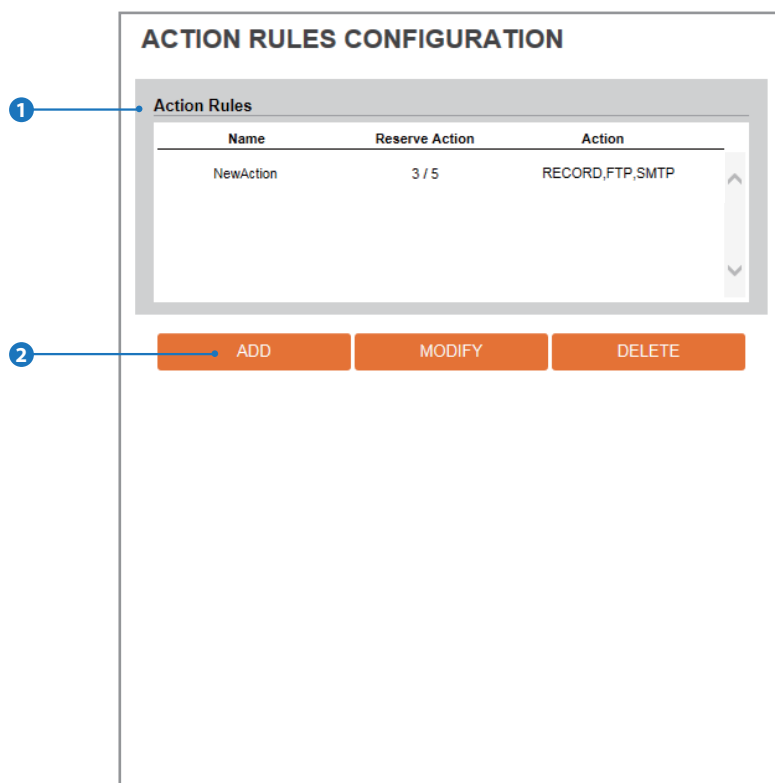 ACTION RULES CONFIGURATION
1
Action Rules
Name Reserve Action Action
NewAction 3 / 5 RECORD,FTP,SMTP
2
ADD MODIFY DELETE